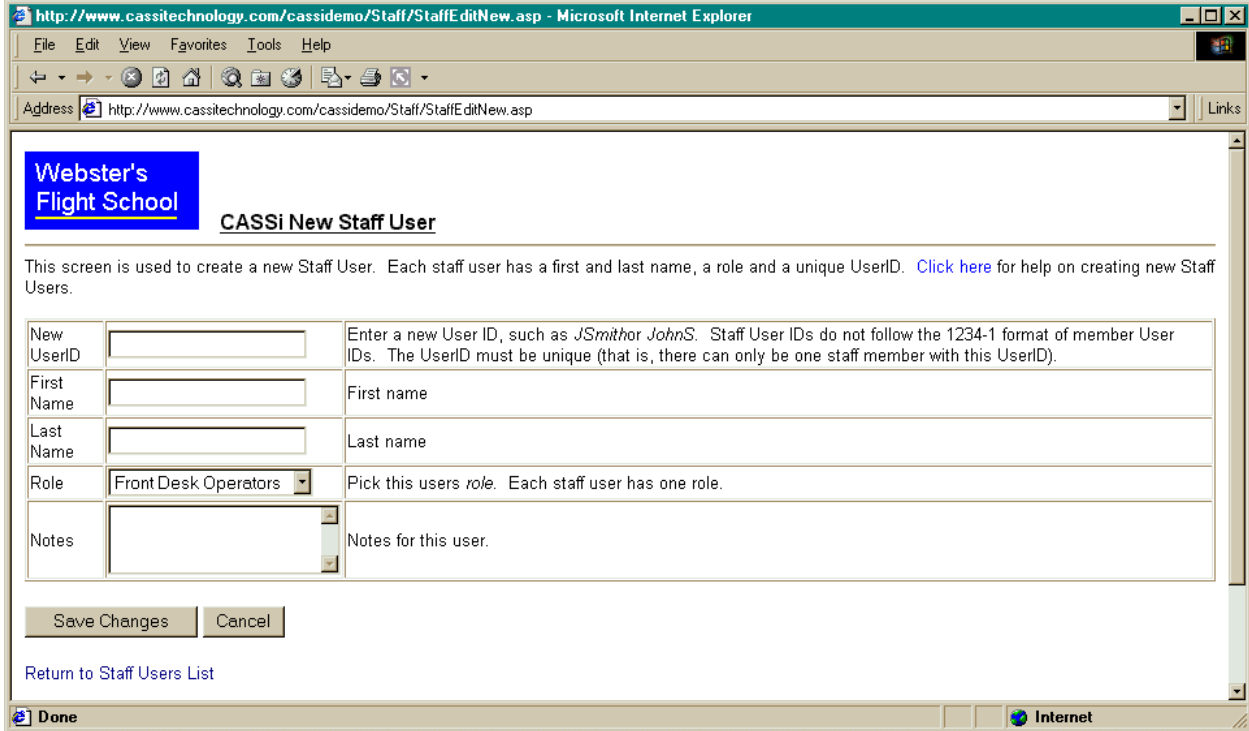 http://www.cassitechnology.com/cassidemo/Staff/StaffEditNew.asp - Microsoft Internet Explorer
File Edit View Favorites Tools Help
Address http://www.cassitechnology.com/cassidemo/Staff/StaffEditNew.asp Links
Webster's
Flight School
CASSi New Staff User
This screen is used to create a new Staff User. Each staff user has a first and last name, a role and a unique UserID. Click here for help on creating new Staff
Users.
New
UserID
Enter a new User ID, such as JSmithor JohnS. Staff User IDs do not follow the 1234-1 format of member User
IDs. The UserID must be unique (that is, there can only be one staff member with this UserID).
First
Name
First name
Last
Name
Last name
Role Front Desk Operators Pick this users role. Each staff user has one role.
Notes Notes for this user.
Save Changes Cancel
Return to Staff Users List
Done Internet